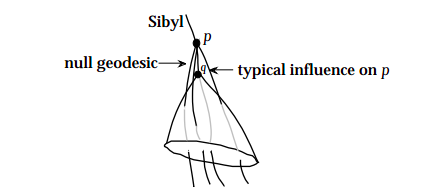 Sibyl
p
null geodesic
q
typical influence on p